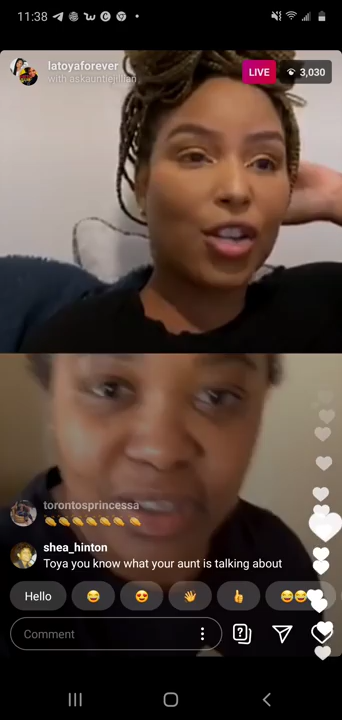 11:38
latoyaforever
with askauntiejillian
LIVE
3,030
torontosprincessa
👏👏👏👏👏👏👏
shea_hinton
Toya you know what your aunt is talking about
Hello
Comment